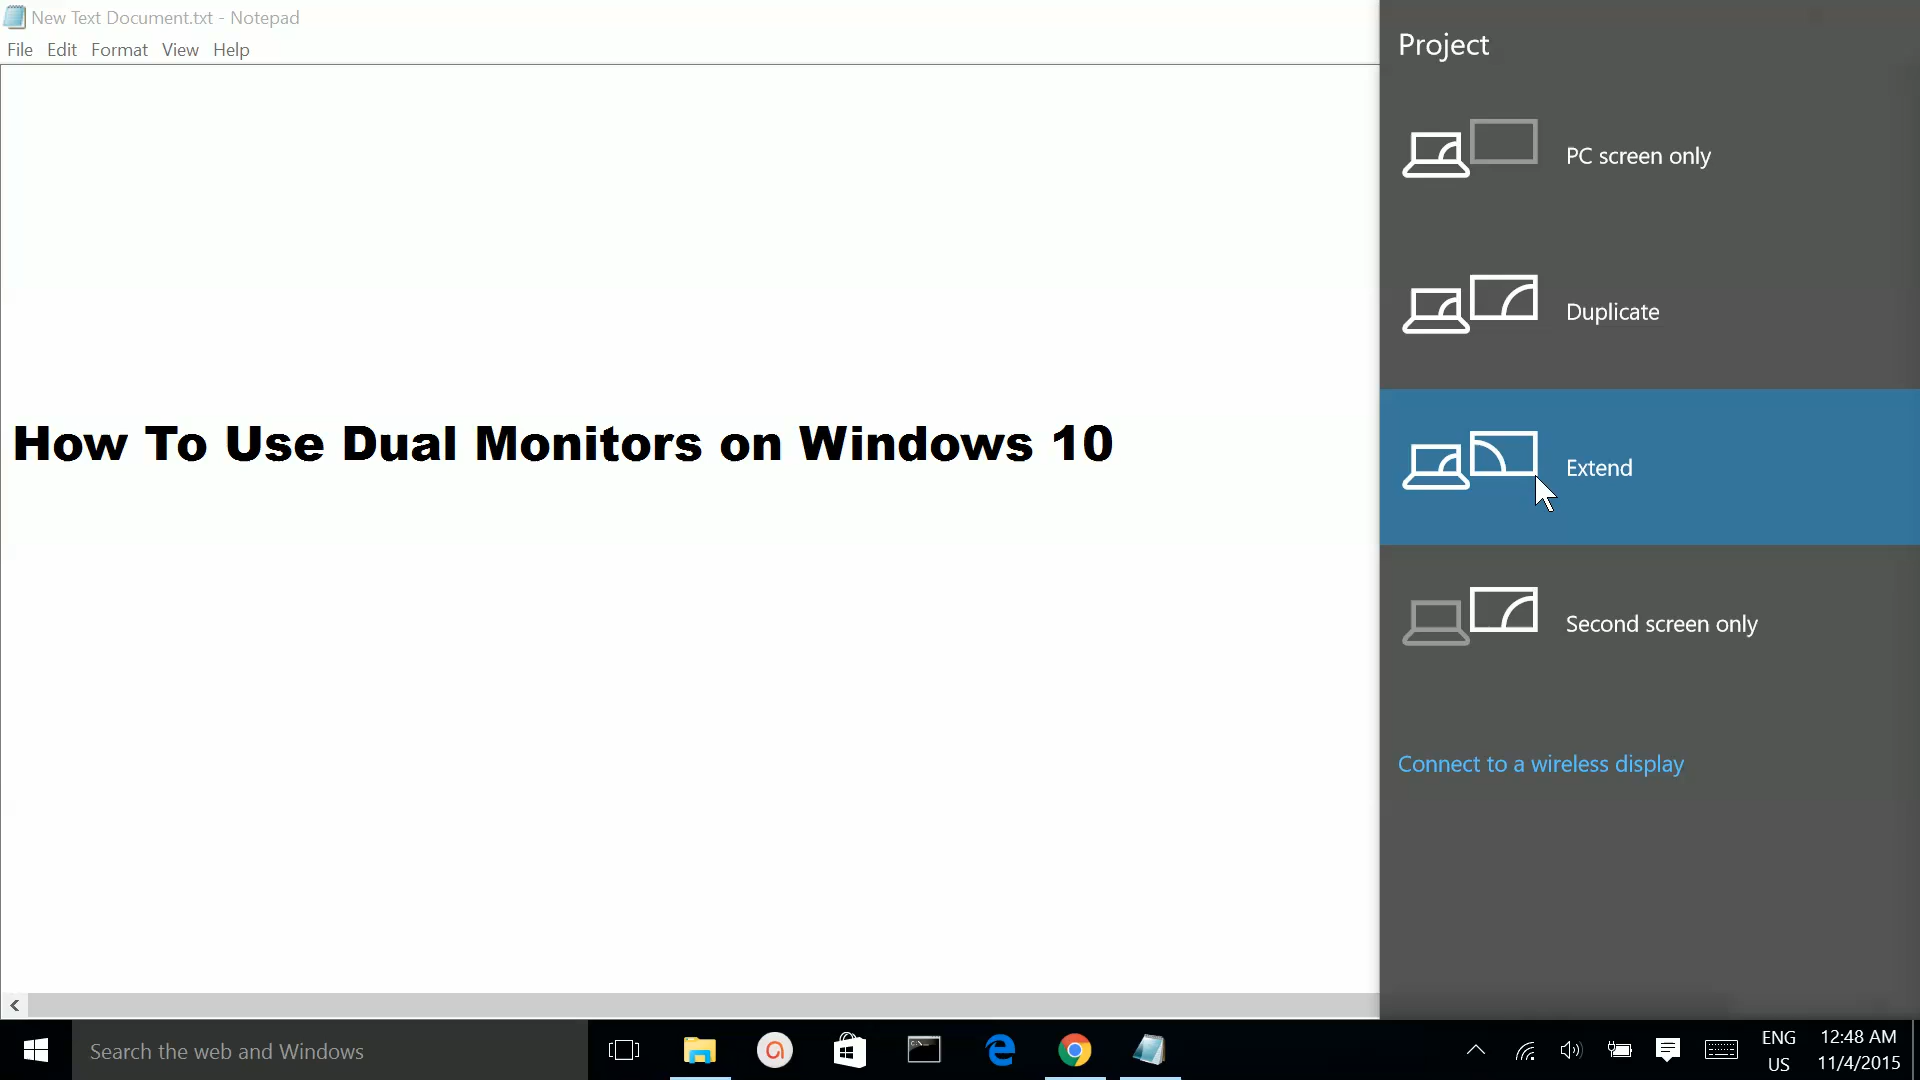 New Text Document.txt - Notepad
File Edit Format View Help
How To Use Dual Monitors on Windows 10
Project
PC screen only
Duplicate
Extend
Second screen only
Connect to a wireless display
Search the web and Windows
ENG
US
12:48 AM
11/4/2015